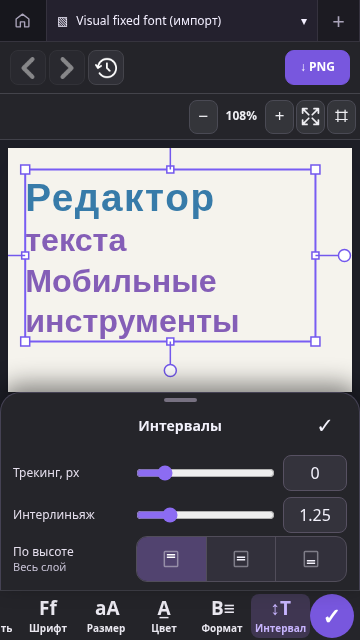 Visual fixed font (импорт)
↓ PNG
− 108% +
Редактор
текста
Мобильные
инструменты
Интервалы ✓
Трекинг, px 0
Интерлиньяж 1.25
По высоте
Весь слой
Ff aA A B≡ ↕T ✓
ть Шрифт Размер Цвет Формат Интервал